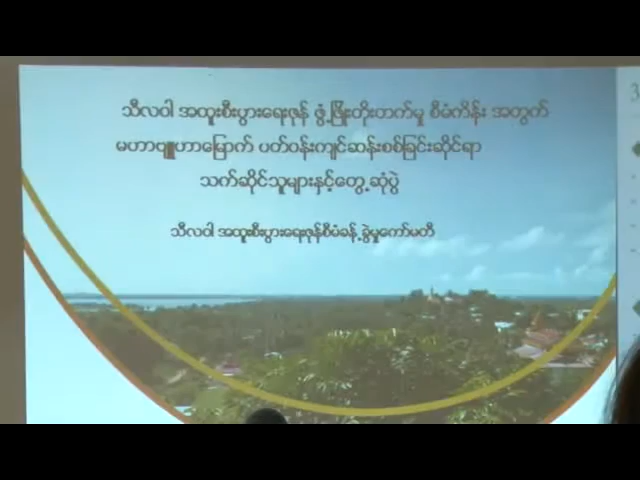 သီလဝါ အထူးစီးပွားရေးဇုန် ဖွံ့ဖြိုးတိုးတက်မှု စီမံကိန်း အတွက်
မဟာဗျူဟာမြောက် ပတ်ဝန်းကျင်ဆန်းစစ်ခြင်းဆိုင်ရာ
သက်ဆိုင်သူများနှင့်တွေ့ဆုံပွဲ
သီလဝါ အထူးစီးပွားရေးဇုန်စီမံခန့်ခွဲမှုကော်မတီ
3